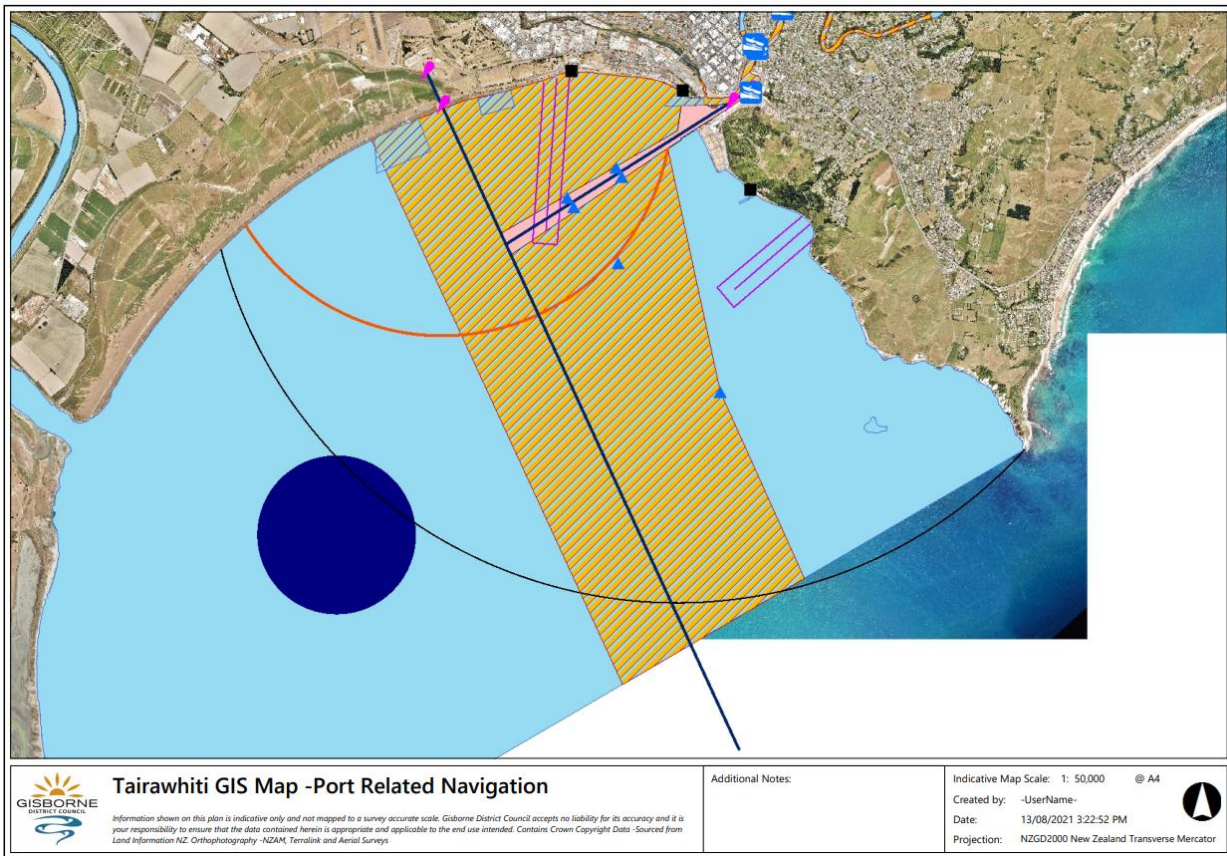 GISBORNE
DISTRICT COUNCIL
Tairawhiti GIS Map -Port Related Navigation
Information shown on this plan is indicative only and not mapped to a survey accurate scale. Gisborne District Council accepts no liability for its accuracy and it is
your responsibility to ensure that the data contained herein is appropriate and applicable to the end use intended. Contains Crown Copyright Data -Sourced from
Land Information NZ. Orthophotography -NZAM, Terralink and Aerial Surveys
Additional Notes:
Indicative Map Scale: 1: 50,000 @ A4
Created by: -UserName-
Date: 13/08/2021 3:22:52 PM
Projection: NZGD2000 New Zealand Transverse Mercator